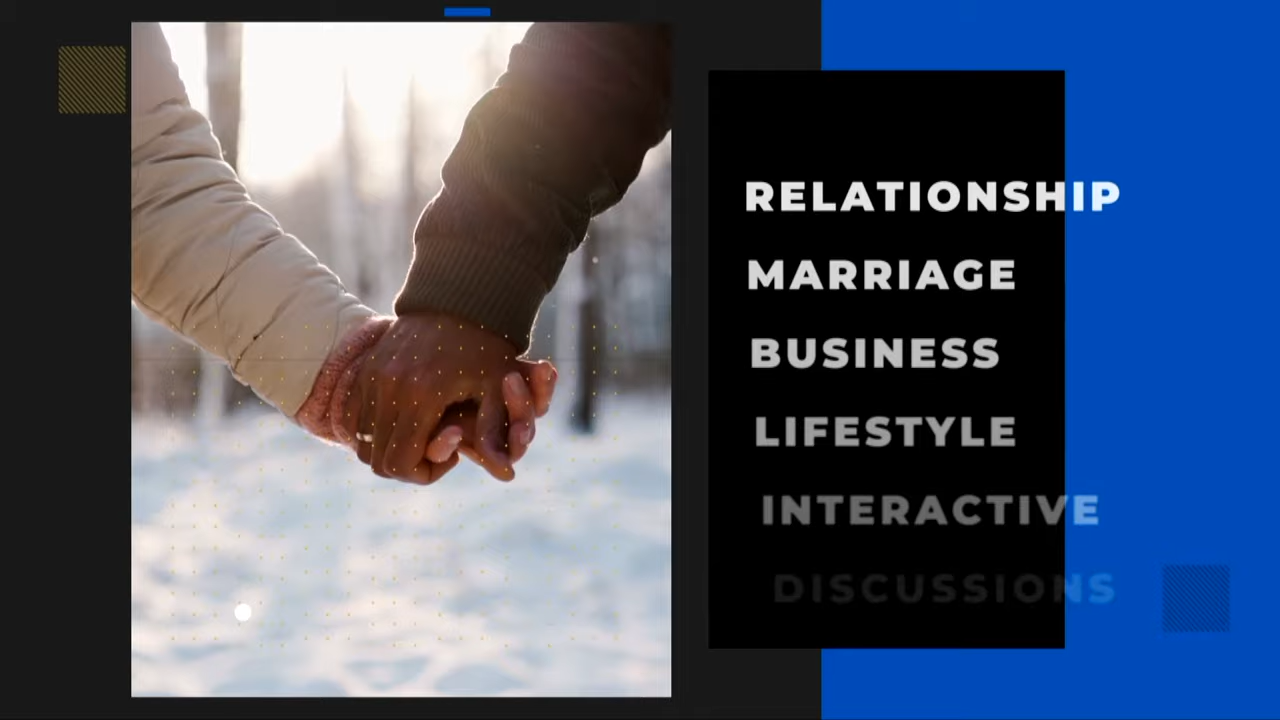 RELATIONSHIP
MARRIAGE
BUSINESS
LIFESTYLE
INTERACTIVE
DISCUSSIONS